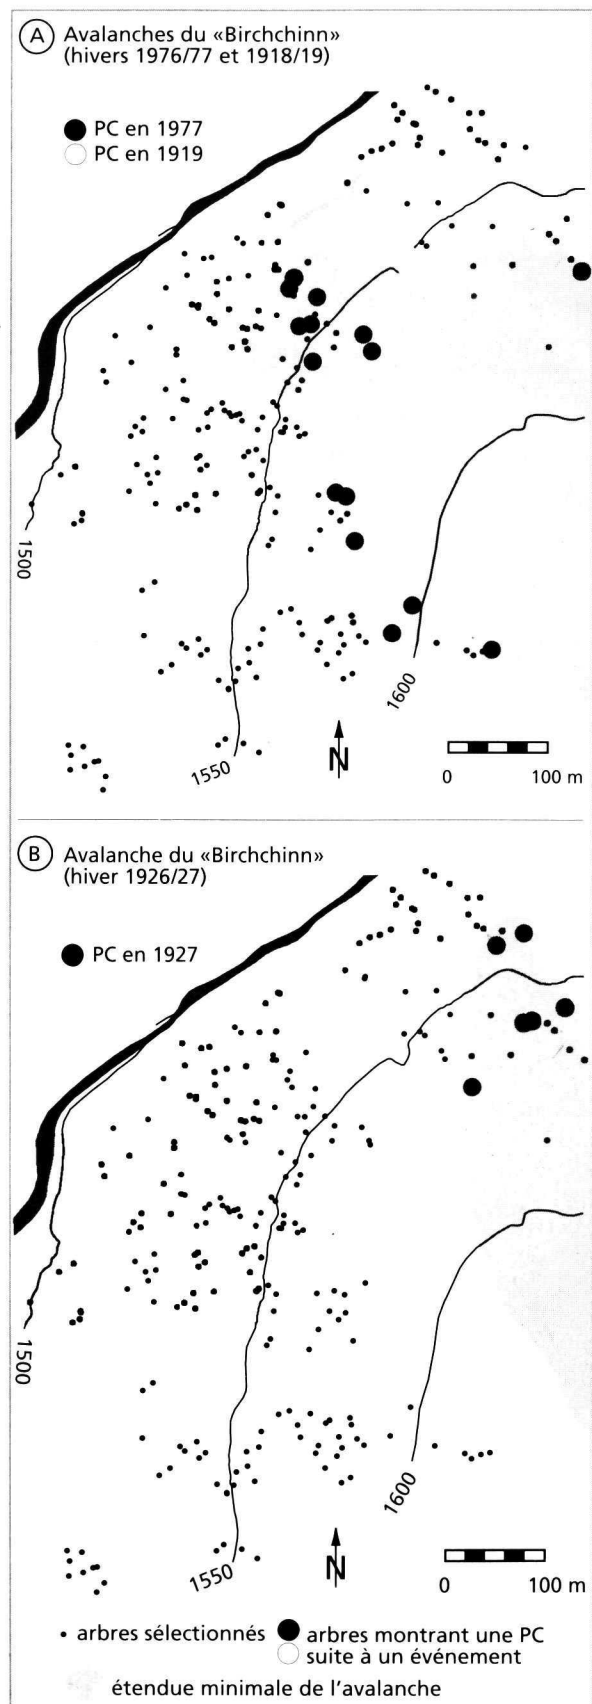 A Avalanches du «Birchchinn»
(hivers 1976/77 et 1918/19)
PC en 1977
PC en 1919
1500
1550
1600
N
0 100 m
B Avalanche du «Birchchinn»
(hiver 1926/27)
PC en 1927
1500
1550
1600
N
0 100 m
arbres sélectionnés
arbres montrant une PC
suite à un événement
étendue minimale de l'avalanche